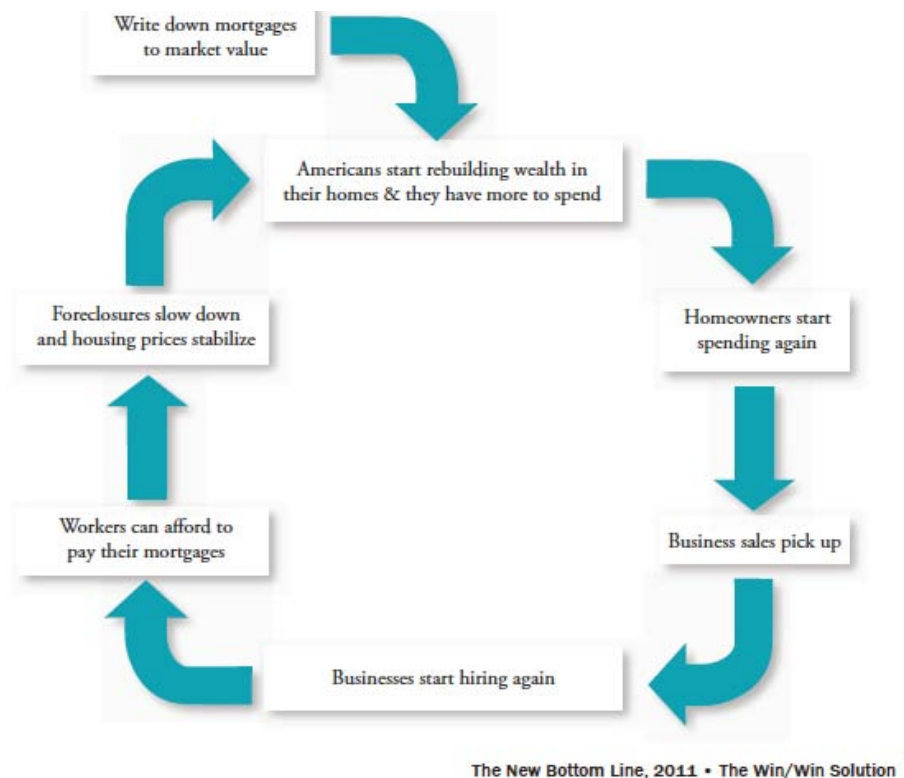 Write down mortgages
to market value
Americans start rebuilding wealth in
their homes & they have more to spend
Homeowners start
spending again
Business sales pick up
Businesses start hiring again
Workers can afford to
pay their mortgages
Foreclosures slow down
and housing prices stabilize
The New Bottom Line, 2011 • The Win/Win Solution